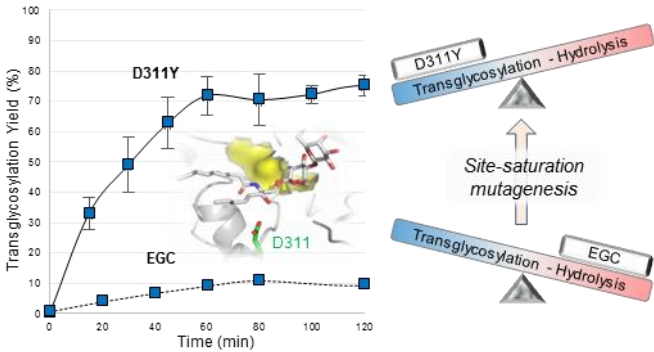 100
90
80
70
60
50
40
30
20
10
0
Transglycosylation Yield (%)
D311Y
D311
EGC
0 20 40 60 80 100 120
Time (min)
D311Y
Transglycosylation - Hydrolysis
Site-saturation
mutagenesis
EGC
Transglycosylation - Hydrolysis